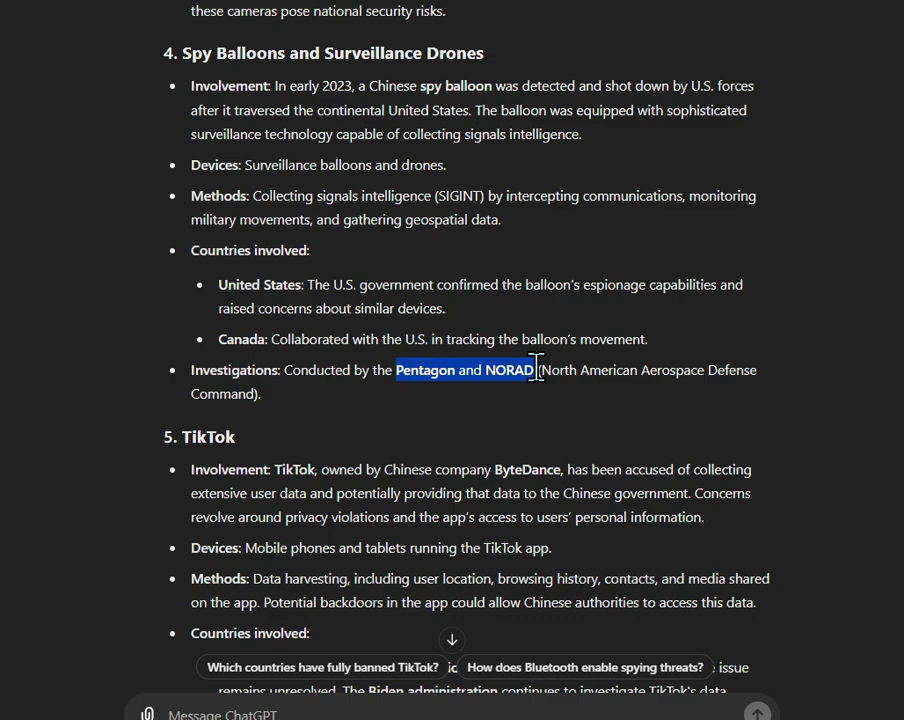 these cameras pose national security risks.
4. Spy Balloons and Surveillance Drones
Involvement: In early 2023, a Chinese spy balloon was detected and shot down by U.S. forces
after it traversed the continental United States. The balloon was equipped with sophisticated
surveillance technology capable of collecting signals intelligence.
Devices: Surveillance balloons and drones.
Methods: Collecting signals intelligence (SIGINT) by intercepting communications, monitoring
military movements, and gathering geospatial data.
Countries involved:
United States: The U.S. government confirmed the balloon's espionage capabilities and
raised concerns about similar devices.
Canada: Collaborated with the U.S. in tracking the balloon's movement.
Investigations: Conducted by the Pentagon and NORAD (North American Aerospace Defense
Command).
5. TikTok
Involvement: TikTok, owned by Chinese company ByteDance, has been accused of collecting
extensive user data and potentially providing that data to the Chinese government. Concerns
revolve around privacy violations and the app's access to users' personal information.
Devices: Mobile phones and tablets running the TikTok app.
Methods: Data harvesting, including user location, browsing history, contacts, and media shared
on the app. Potential backdoors in the app could allow Chinese authorities to access this data.
Countries involved:
Which countries have fully banned TikTok? How does Bluetooth enable spying threats? issue
remains unresolved. The Biden administration continues to investigate TikTok's data
Message ChatGPT